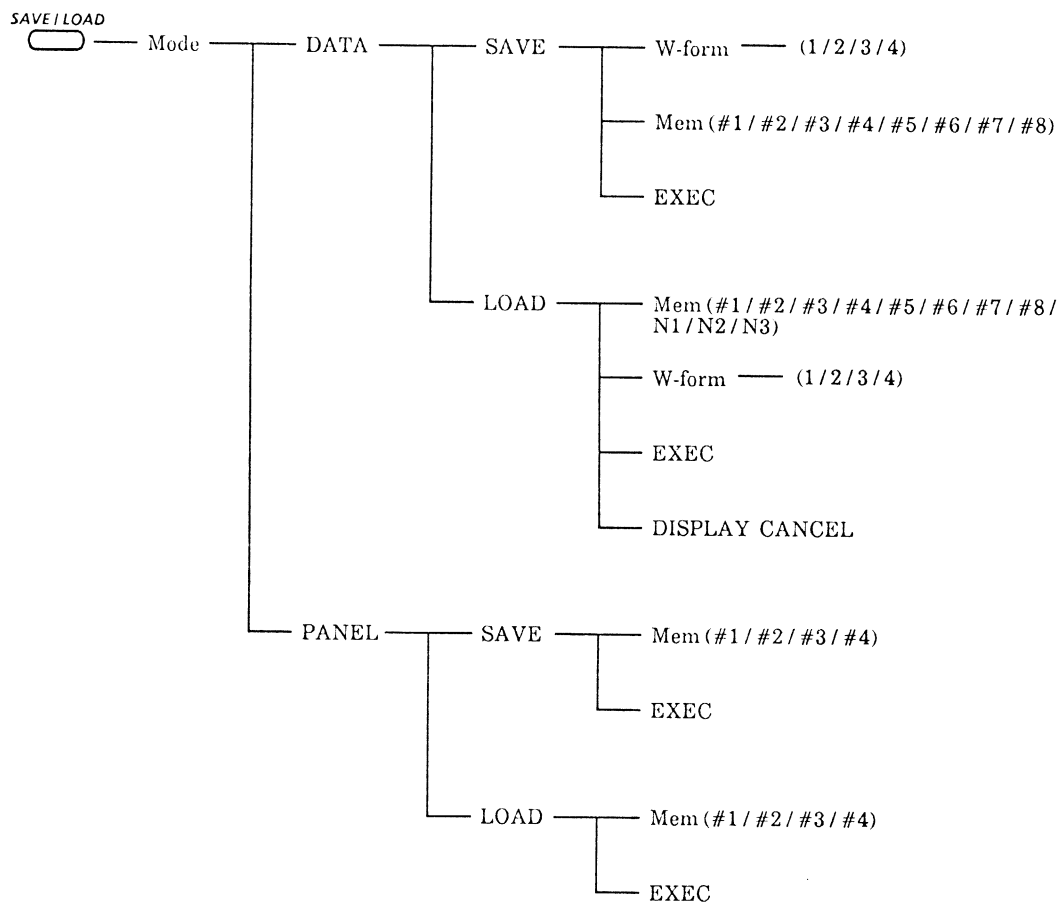 SAVE / LOAD
Mode DATA SAVE W-form (1/2/3/4)
Mem (#1/#2/#3/#4/#5/#6/#7/#8)
EXEC
LOAD Mem (#1/#2/#3/#4/#5/#6/#7/#8/
N1/N2/N3)
W-form (1/2/3/4)
EXEC
DISPLAY CANCEL
PANEL SAVE Mem (#1/#2/#3/#4)
EXEC
LOAD Mem (#1/#2/#3/#4)
EXEC